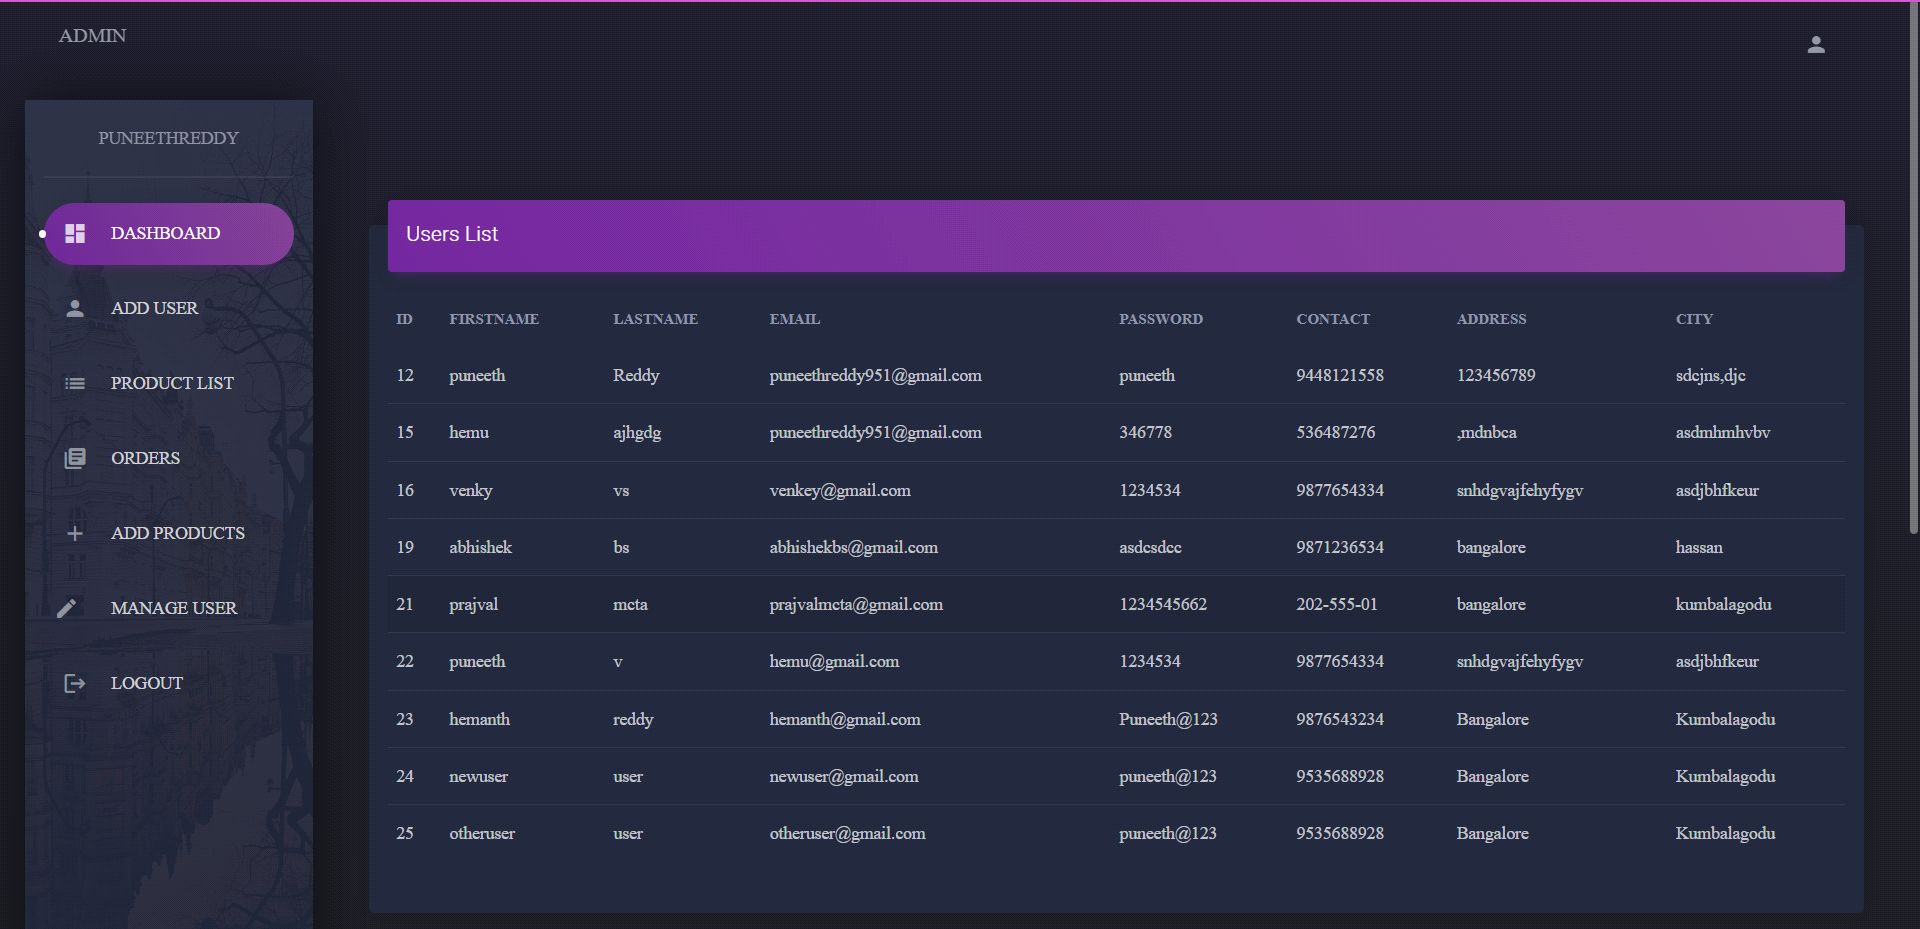 ADMIN
PUNEETHREDDY
DASHBOARD
ADD USER
PRODUCT LIST
ORDERS
ADD PRODUCTS
MANAGE USER
LOGOUT
Users List
ID FIRSTNAME LASTNAME EMAIL PASSWORD CONTACT ADDRESS CITY
12 puneeth Reddy puneethreddy951@gmail.com puneeth 9448121558 123456789 sdcjns,djc
15 hemu ajhgdg puneethreddy951@gmail.com 346778 536487276 ,mdnbca asdmhmhvbv
16 venky vs venkey@gmail.com 1234534 9877654334 snhdgvajfehyfygv asdjbhfkeur
19 abhishek bs abhishekbs@gmail.com asdcsdcc 9871236534 bangalore hassan
21 prajval mcta prajvalmcta@gmail.com 1234545662 202-555-01 bangalore kumbalagodu
22 puneeth v hemu@gmail.com 1234534 9877654334 snhdgvajfehyfygv asdjbhfkeur
23 hemanth reddy hemanth@gmail.com Puneeth@123 9876543234 Bangalore Kumbalagodu
24 newuser user newuser@gmail.com puneeth@123 9535688928 Bangalore Kumbalagodu
25 otheruser user otheruser@gmail.com puneeth@123 9535688928 Bangalore Kumbalagodu